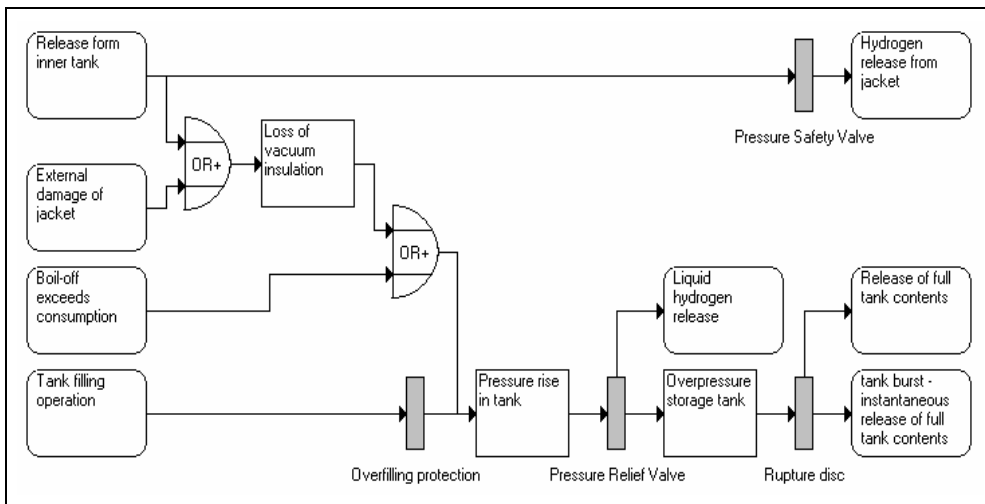 Release form
inner tank
Hydrogen
release from
jacket
Pressure Safety Valve
OR+
Loss of
vacuum
insulation
External
damage of
jacket
OR+
Boil-off
exceeds
consumption
Liquid
hydrogen
release
Release of full
tank contents
Tank filling
operation
Overfilling protection
Pressure rise
in tank
Pressure Relief Valve
Overpressure
storage tank
Rupture disc
tank burst -
instantaneous
release of full
tank contents